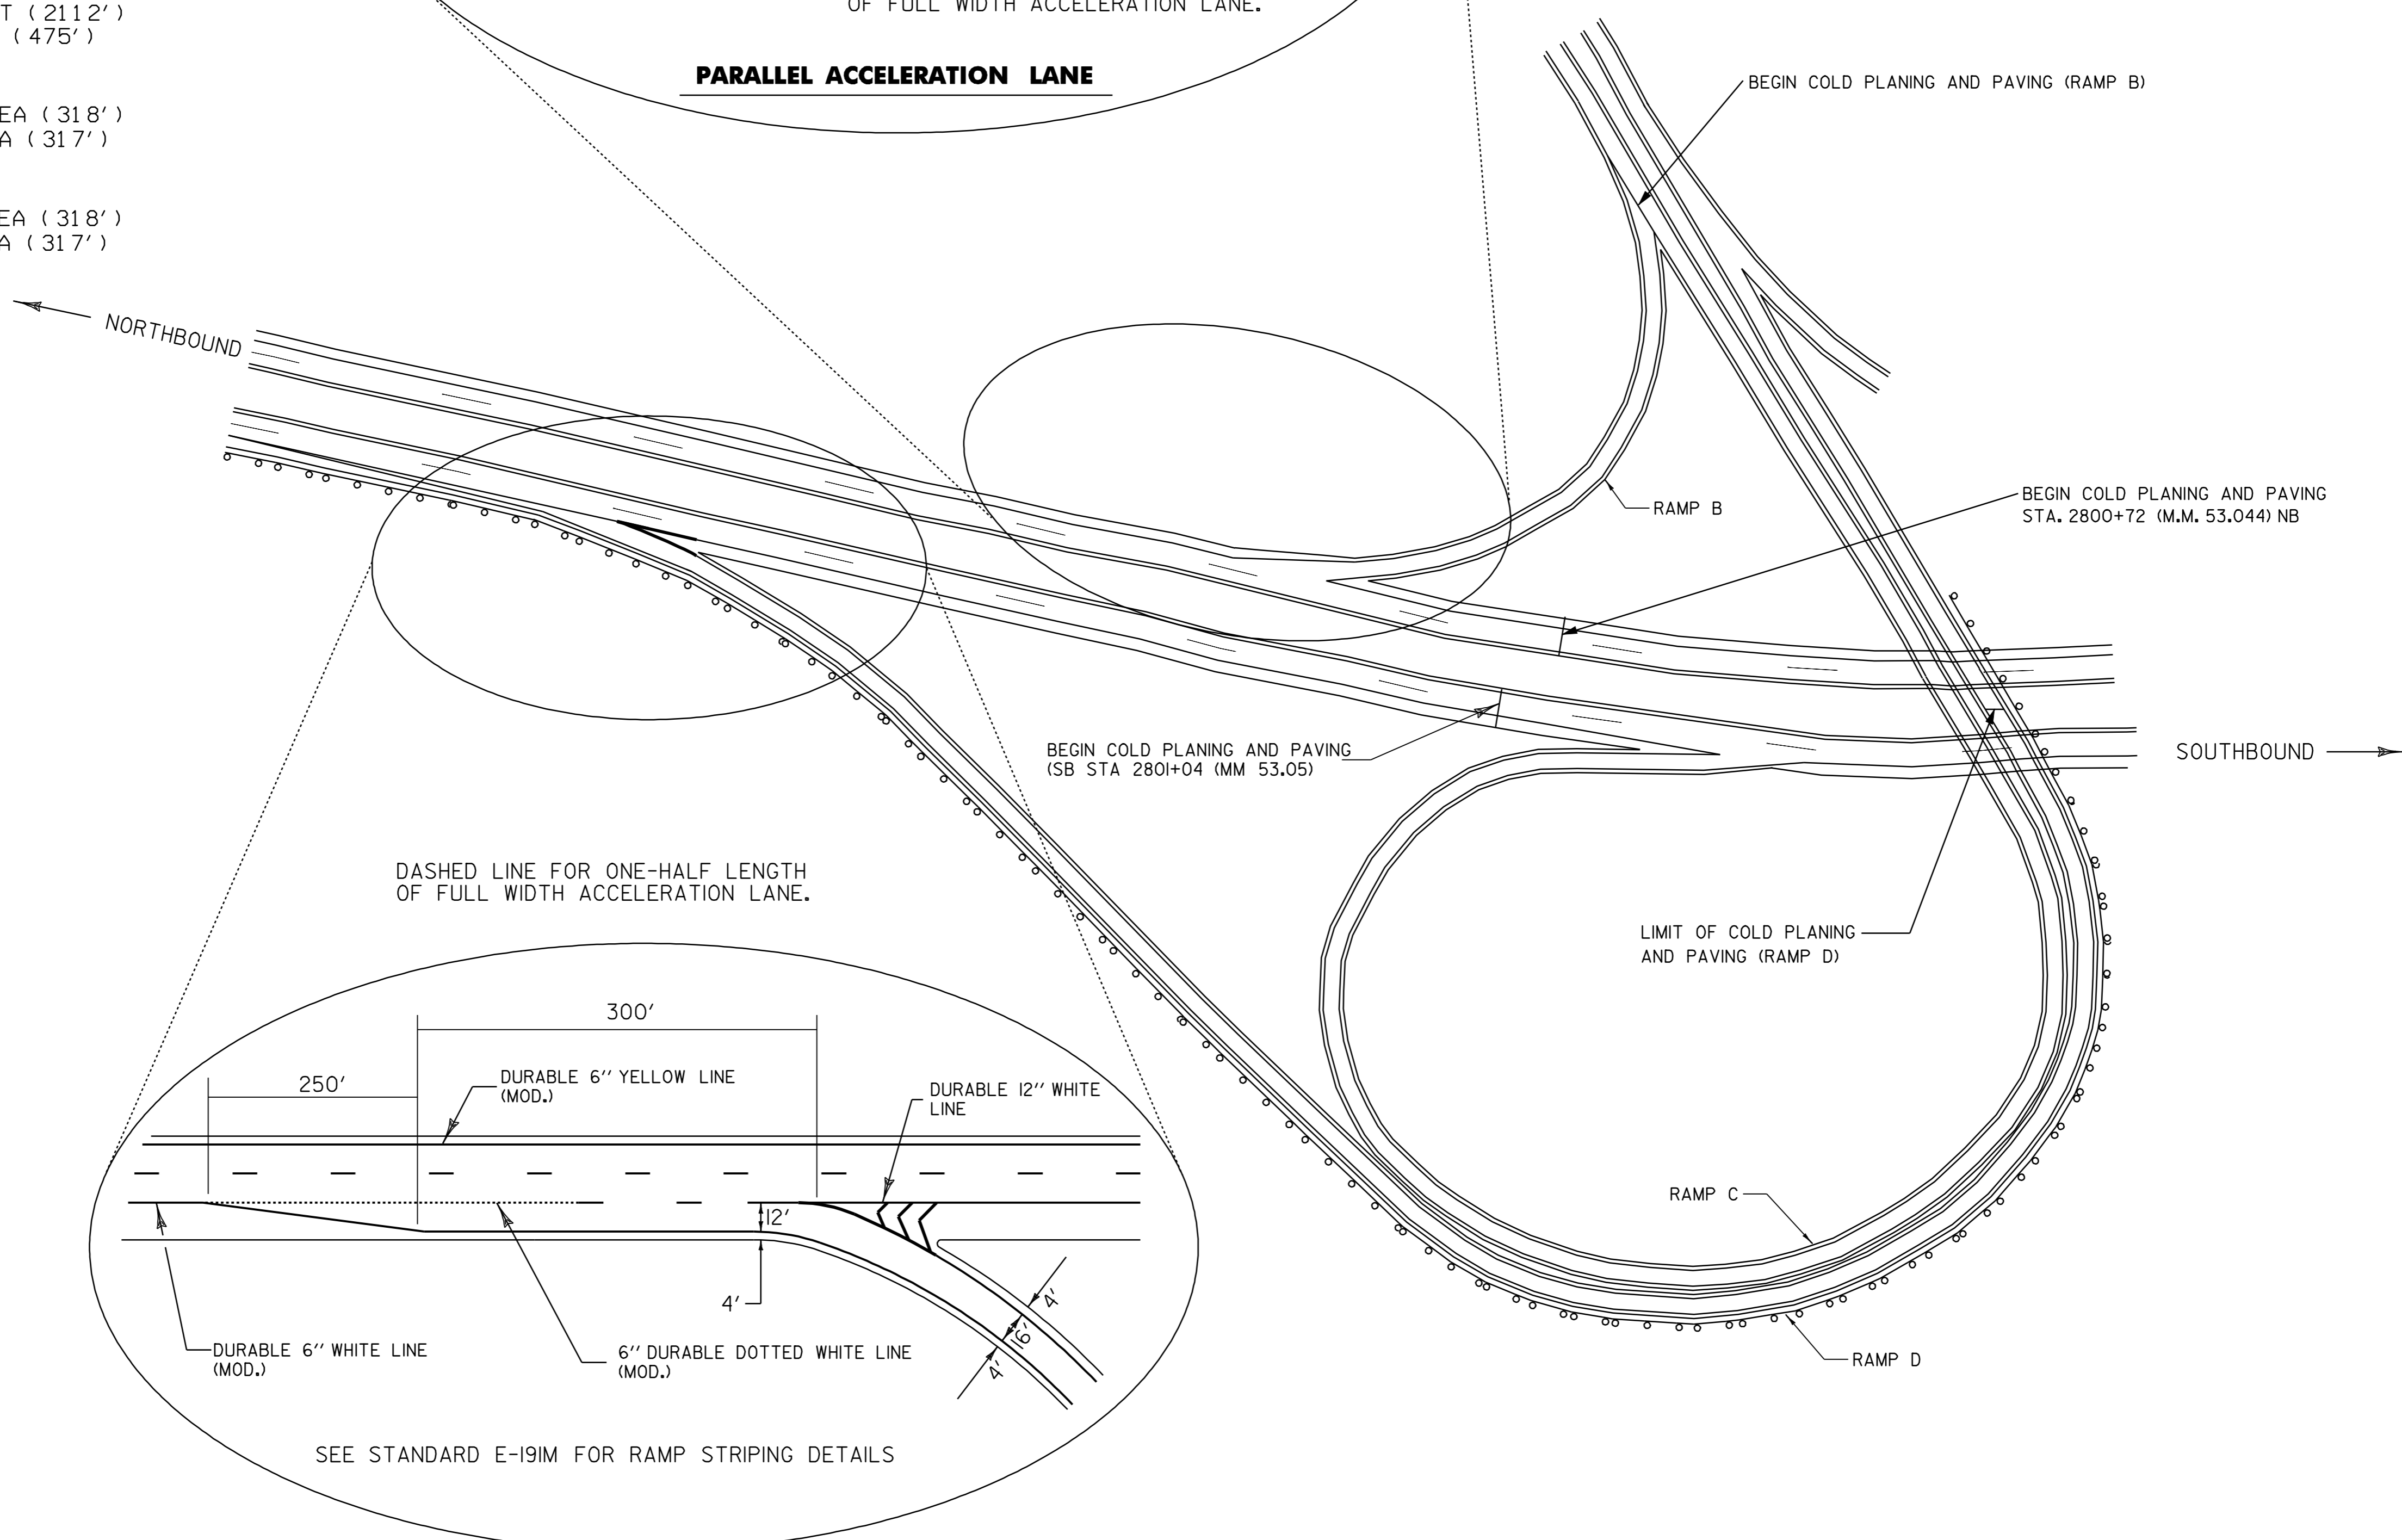 T (2112')
(475')
EA (318')
A (317')
EA (318')
A (317')
OF FULL WIDTH ACCELERATION LANE.
PARALLEL ACCELERATION LANE
BEGIN COLD PLANING AND PAVING (RAMP B)
NORTHBOUND
RAMP B
BEGIN COLD PLANING AND PAVING
STA. 2800+72 (M.M. 53.044) NB
BEGIN COLD PLANING AND PAVING
(SB STA 2801+04 (MM 53.05)
SOUTHBOUND
DASHED LINE FOR ONE-HALF LENGTH
OF FULL WIDTH ACCELERATION LANE.
LIMIT OF COLD PLANING
AND PAVING (RAMP D)
300'
250'
DURABLE 6'' YELLOW LINE
(MOD.)
DURABLE 12'' WHITE
LINE
12'
4'
4'
16'
4'
DURABLE 6'' WHITE LINE
(MOD.)
6'' DURABLE DOTTED WHITE LINE
(MOD.)
RAMP C
RAMP D
SEE STANDARD E-191M FOR RAMP STRIPING DETAILS